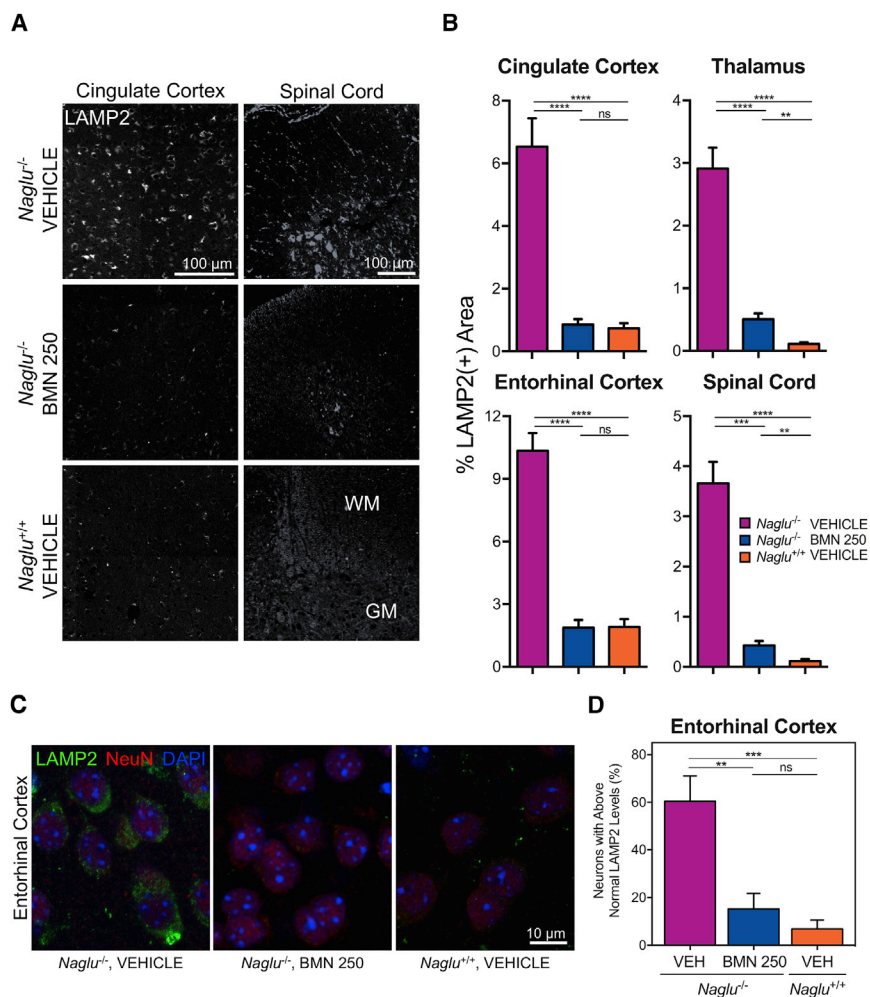 A
Cingulate Cortex
Spinal Cord
LAMP2
Naglu-/-
VEHICLE
100 µm
100 µm
Naglu-/-
BMN 250
Naglu+/+
VEHICLE
WM
GM
B
% LAMP2(+) Area
Cingulate Cortex
8
6
4
2
0
****
****
ns
Thalamus
4
3
2
1
0
****
****
**
Entorhinal Cortex
12
9
6
3
0
****
****
ns
Spinal Cord
5
4
3
2
1
0
****
***
**
Naglu-/- VEHICLE
Naglu-/- BMN 250
Naglu+/+ VEHICLE
C
Entorhinal Cortex
LAMP2 NeuN DAPI
10 µm
Naglu-/-, VEHICLE
Naglu-/-, BMN 250
Naglu+/+, VEHICLE
D
Entorhinal Cortex
Neurons with Above
Normal LAMP2 Levels (%)
80
60
40
20
0
***
**
ns
VEH BMN 250 VEH
Naglu-/- Naglu+/+